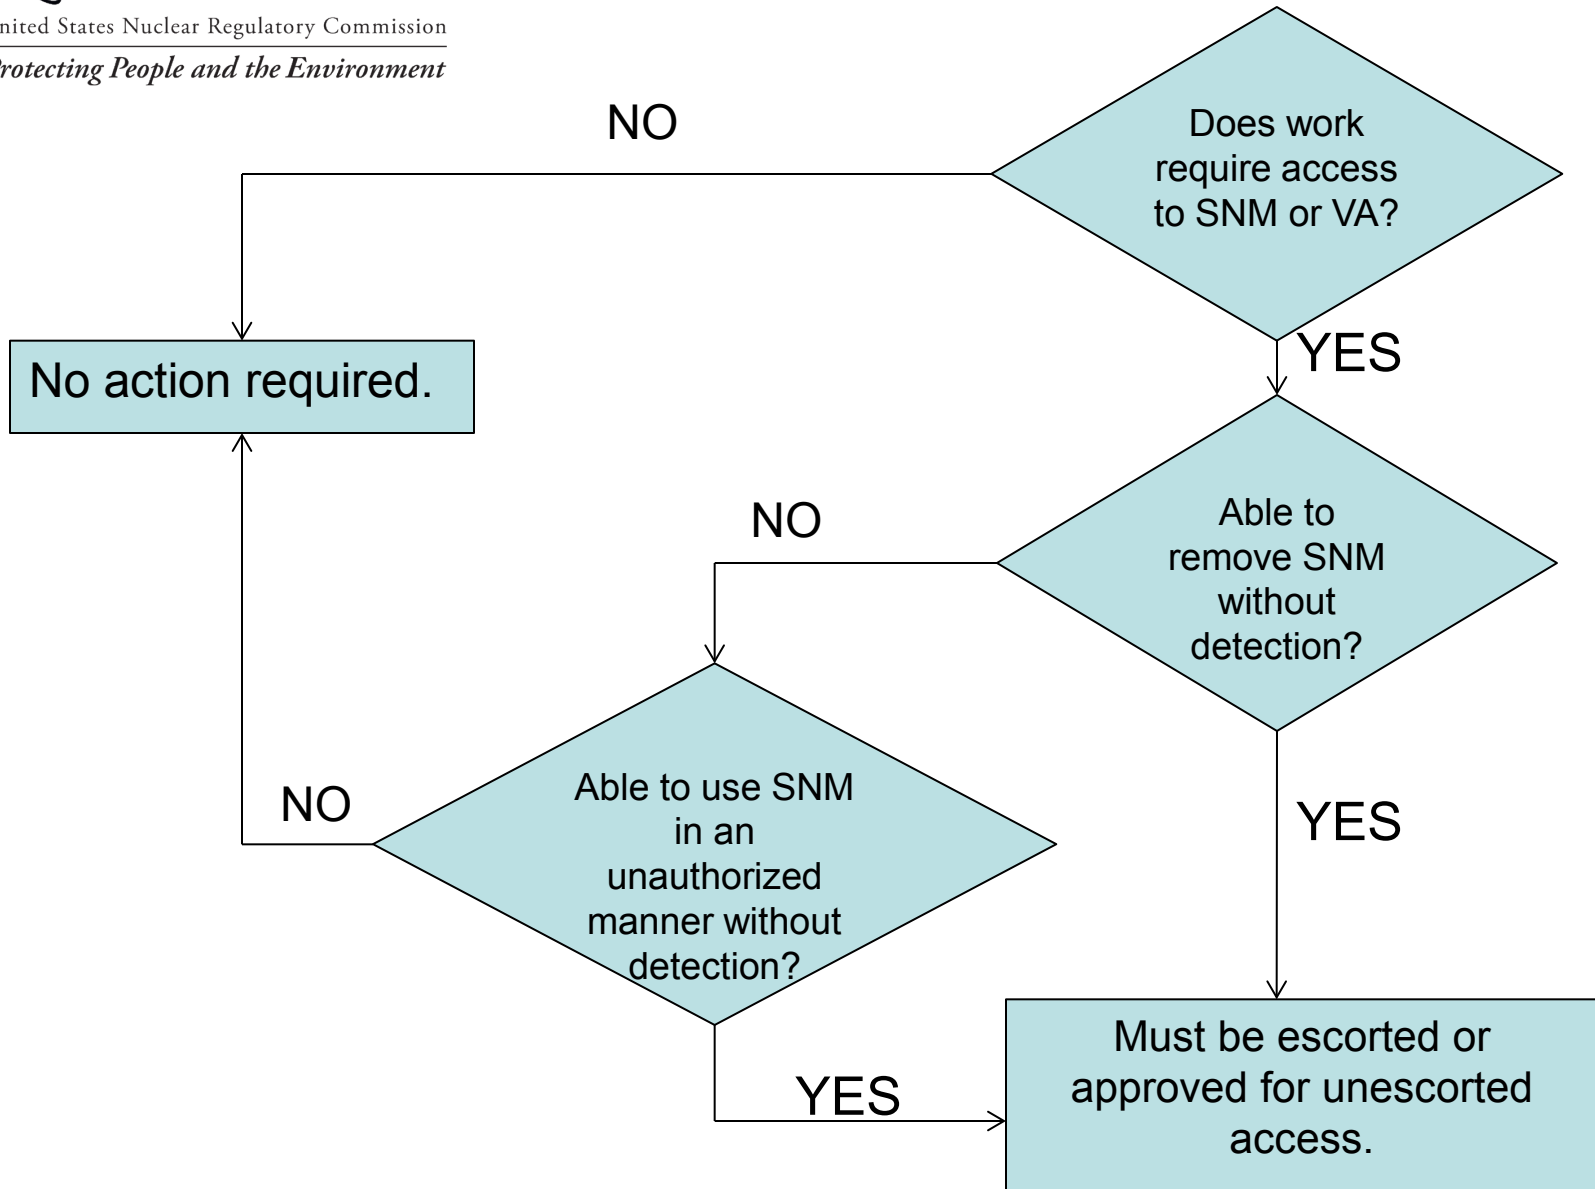 United States Nuclear Regulatory Commission
Protecting People and the Environment
NO
Does work
require access
to SNM or VA?
No action required.
YES
NO
Able to
remove SNM
without
detection?
NO
Able to use SNM
in an
unauthorized
manner without
detection?
YES
YES
Must be escorted or
approved for unescorted
access.